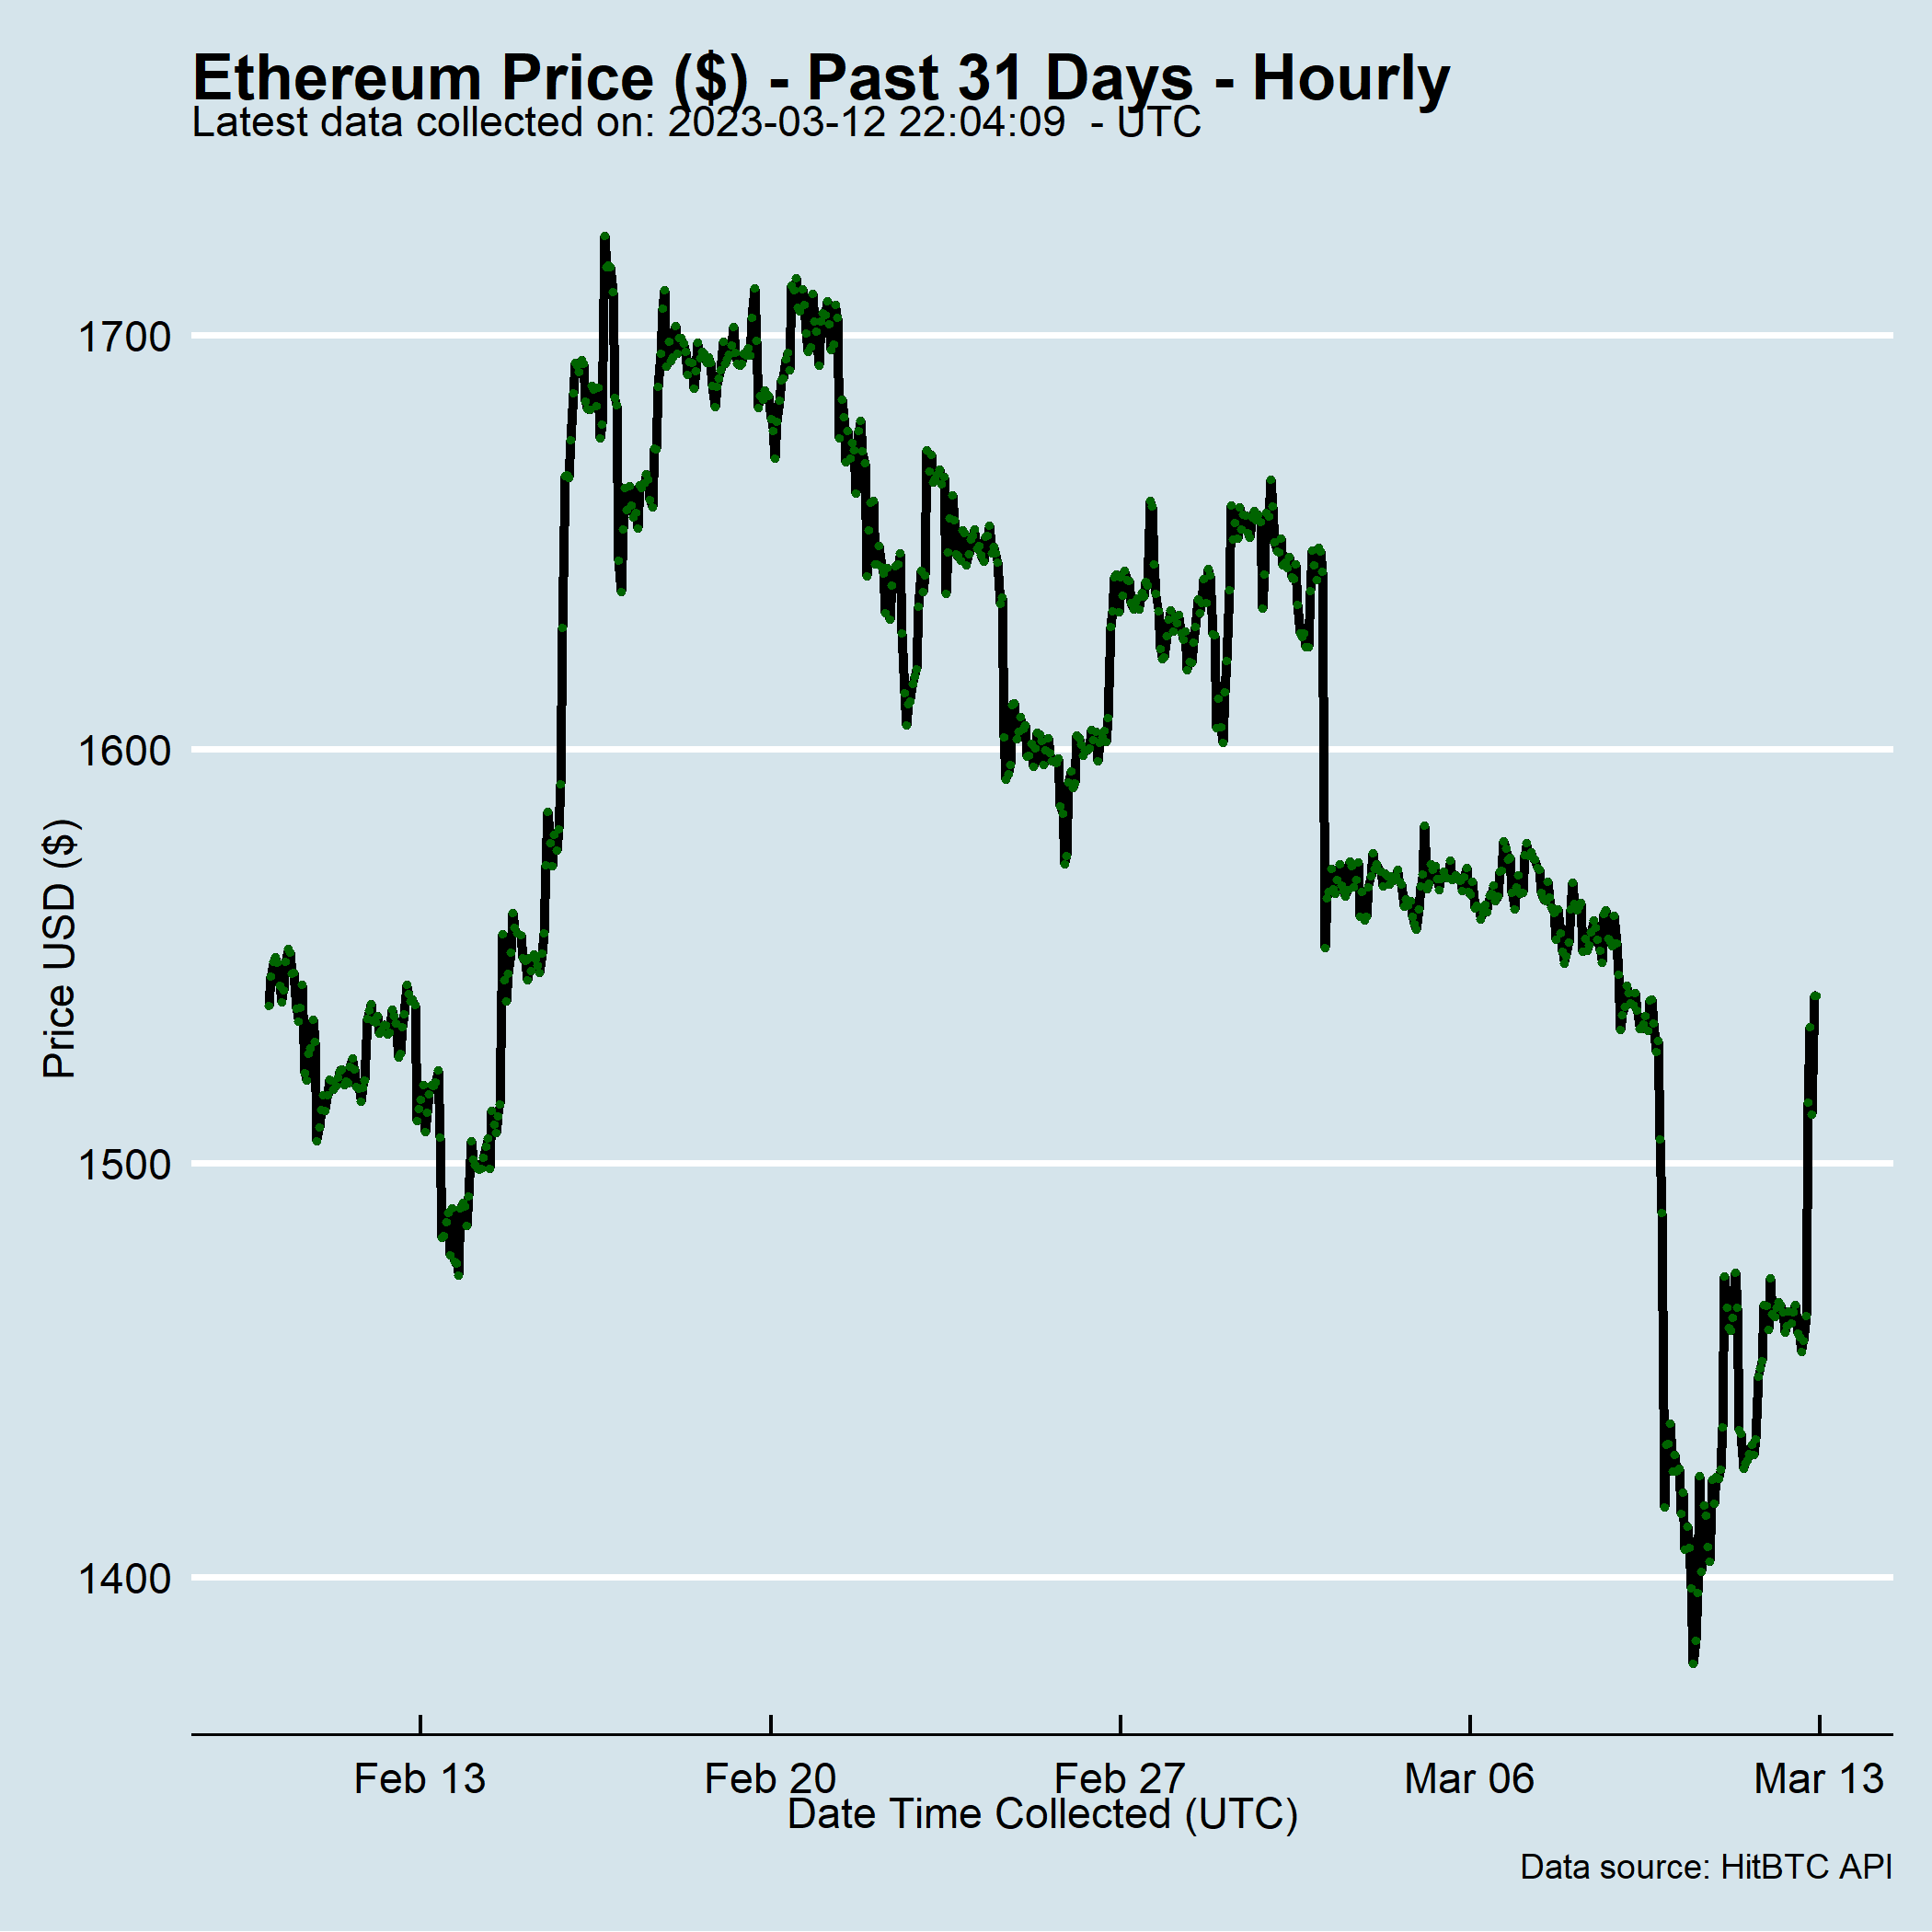 Ethereum Price ($) - Past 31 Days - Hourly
Latest data collected on: 2023-03-12 22:04:09  - UTC
1700
1600
1500
1400
Price USD ($)
Feb 13 Feb 20 Feb 27 Mar 06 Mar 13
Date Time Collected (UTC)
Data source: HitBTC API